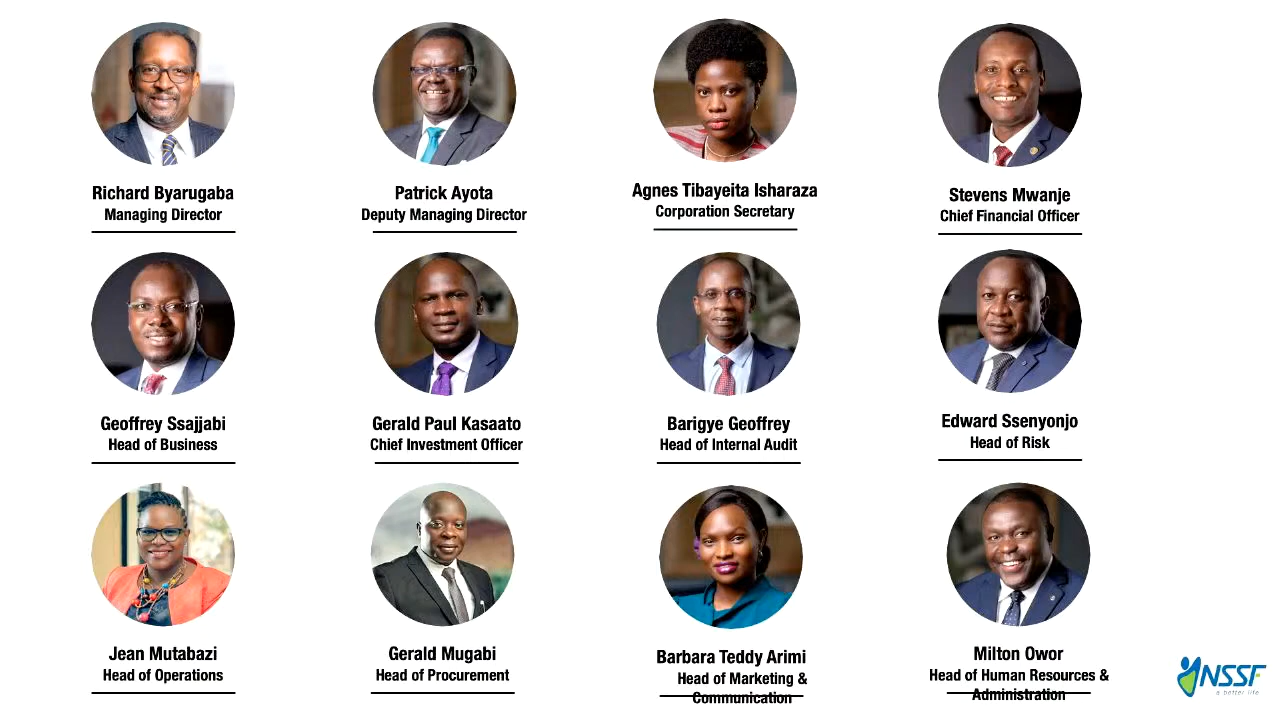 Richard Byarugaba
Managing Director
Patrick Ayota
Deputy Managing Director
Agnes Tibayeita Isharaza
Corporation Secretary
Stevens Mwanje
Chief Financial Officer
Geoffrey Ssajjabi
Head of Business
Gerald Paul Kasaato
Chief Investment Officer
Barigye Geoffrey
Head of Internal Audit
Edward Ssenyonjo
Head of Risk
Jean Mutabazi
Head of Operations
Gerald Mugabi
Head of Procurement
Barbara Teddy Arimi
Head of Marketing &
Communication
Milton Owor
Head of Human Resources &
Administration
NSSF
a better life